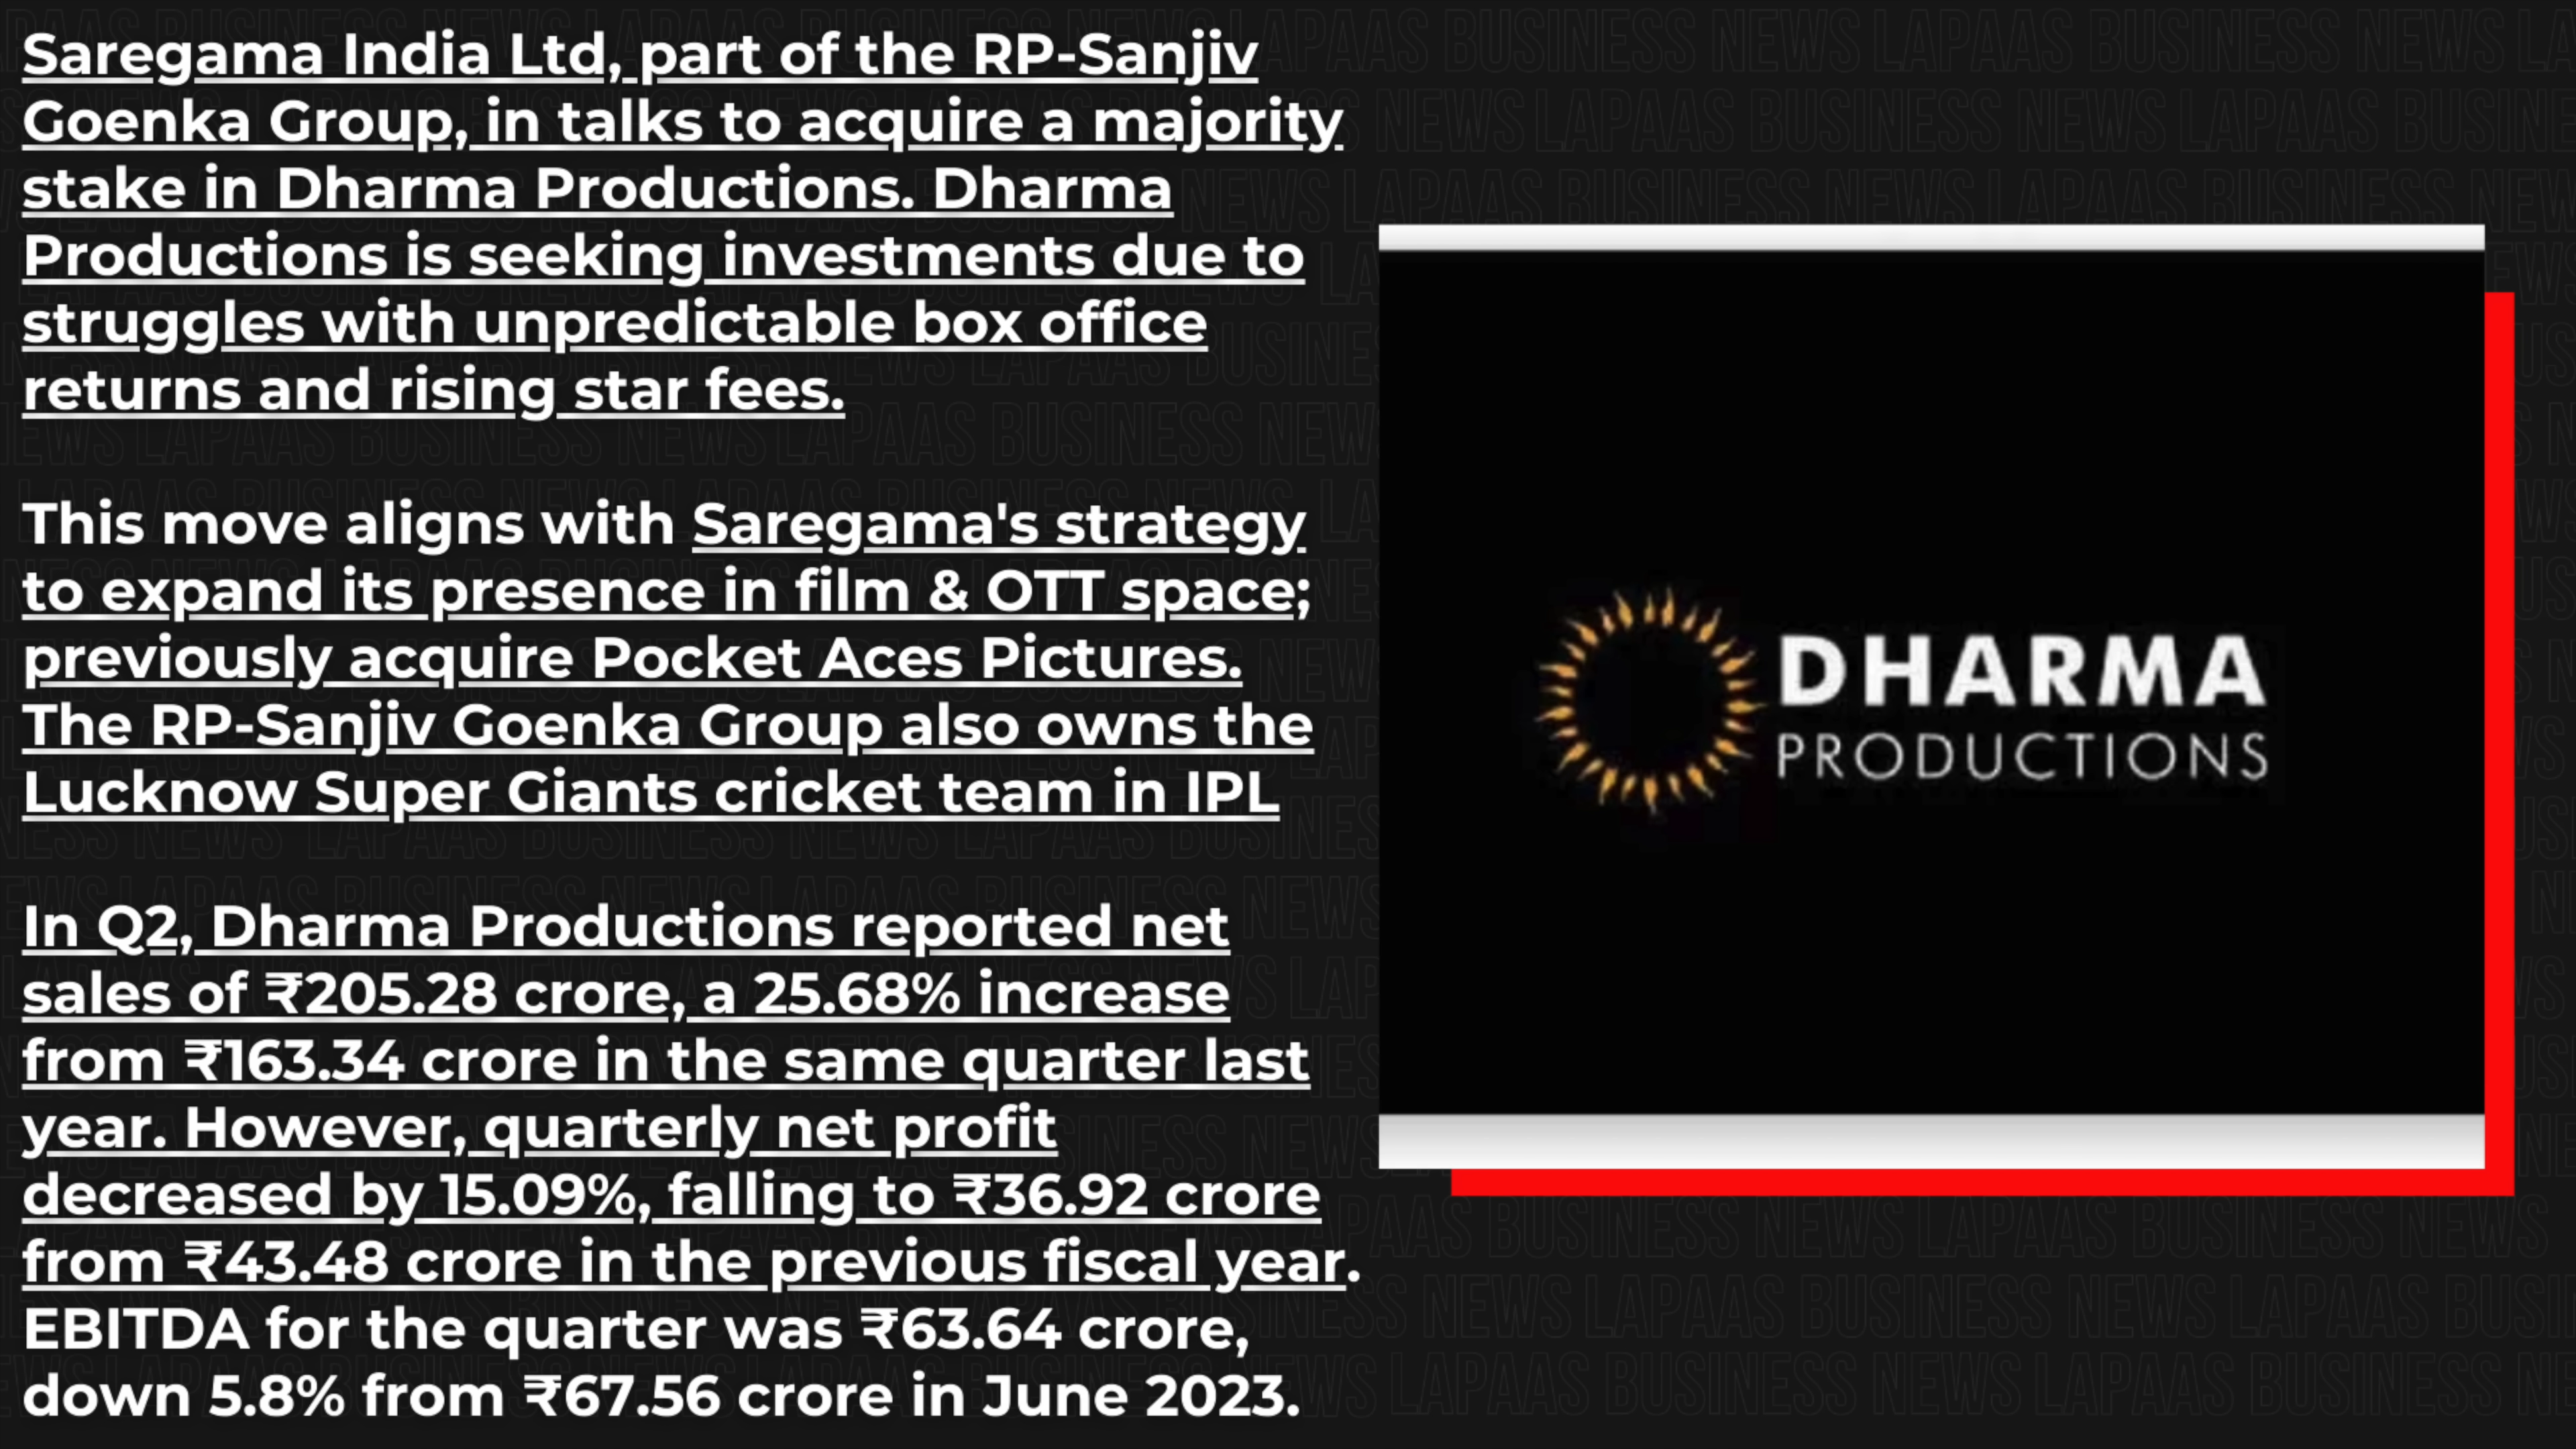 Saregama India Ltd, part of the RP-Sanjiv
Goenka Group, in talks to acquire a majority
stake in Dharma Productions. Dharma
Productions is seeking investments due to
struggles with unpredictable box office
returns and rising star fees.
This move aligns with Saregama's strategy
to expand its presence in film & OTT space;
previously acquire Pocket Aces Pictures.
The RP-Sanjiv Goenka Group also owns the
Lucknow Super Giants cricket team in IPL
In Q2, Dharma Productions reported net
sales of ₹205.28 crore, a 25.68% increase
from ₹163.34 crore in the same quarter last
year. However, quarterly net profit
decreased by 15.09%, falling to ₹36.92 crore
from ₹43.48 crore in the previous fiscal year.
EBITDA for the quarter was ₹63.64 crore,
down 5.8% from ₹67.56 crore in June 2023.
DHARMA
PRODUCTIONS